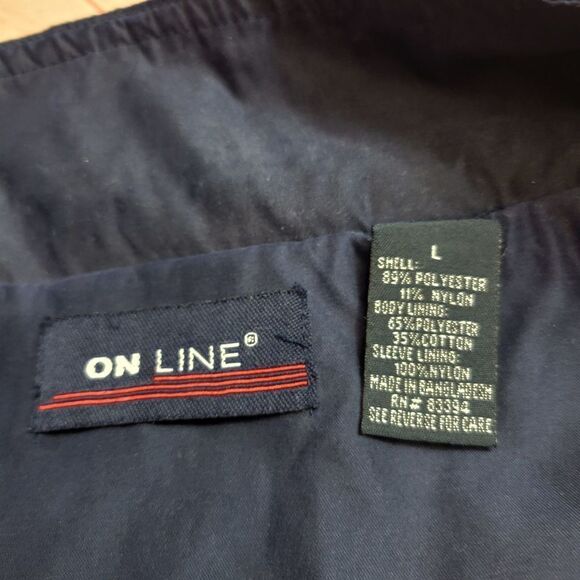 ON LINE®
L
SHELL:
89% POLYESTER
11% NYLON
BODY LINING:
65% POLYESTER
35% COTTON
SLEEVE LINING:
100% NYLON
MADE IN BANGLADESH
RN# 83394
SEE REVERSE FOR CARE